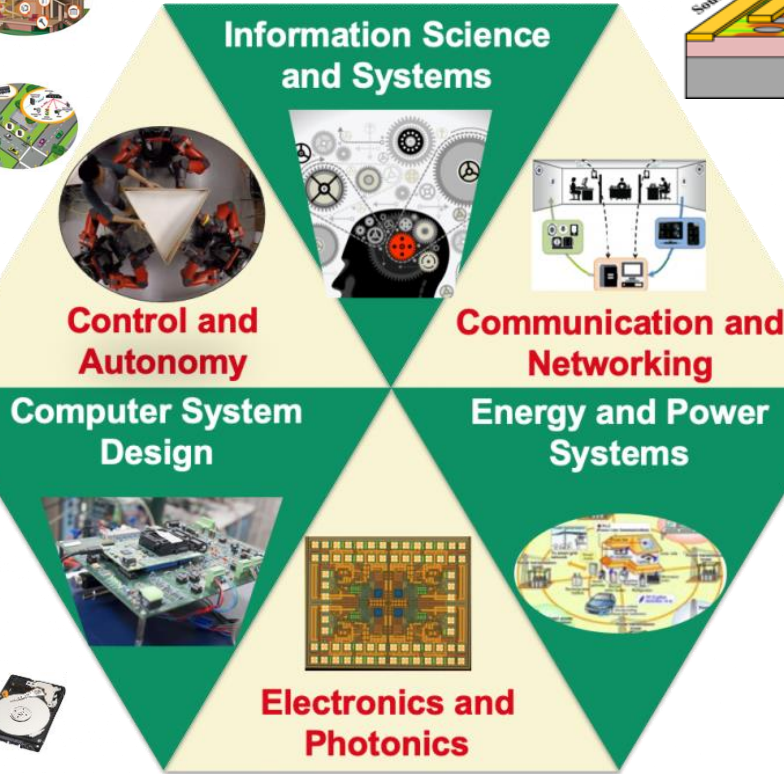 Information Science
and Systems
Control and
Autonomy
Communication and
Networking
Computer System
Design
Energy and Power
Systems
Electronics and
Photonics